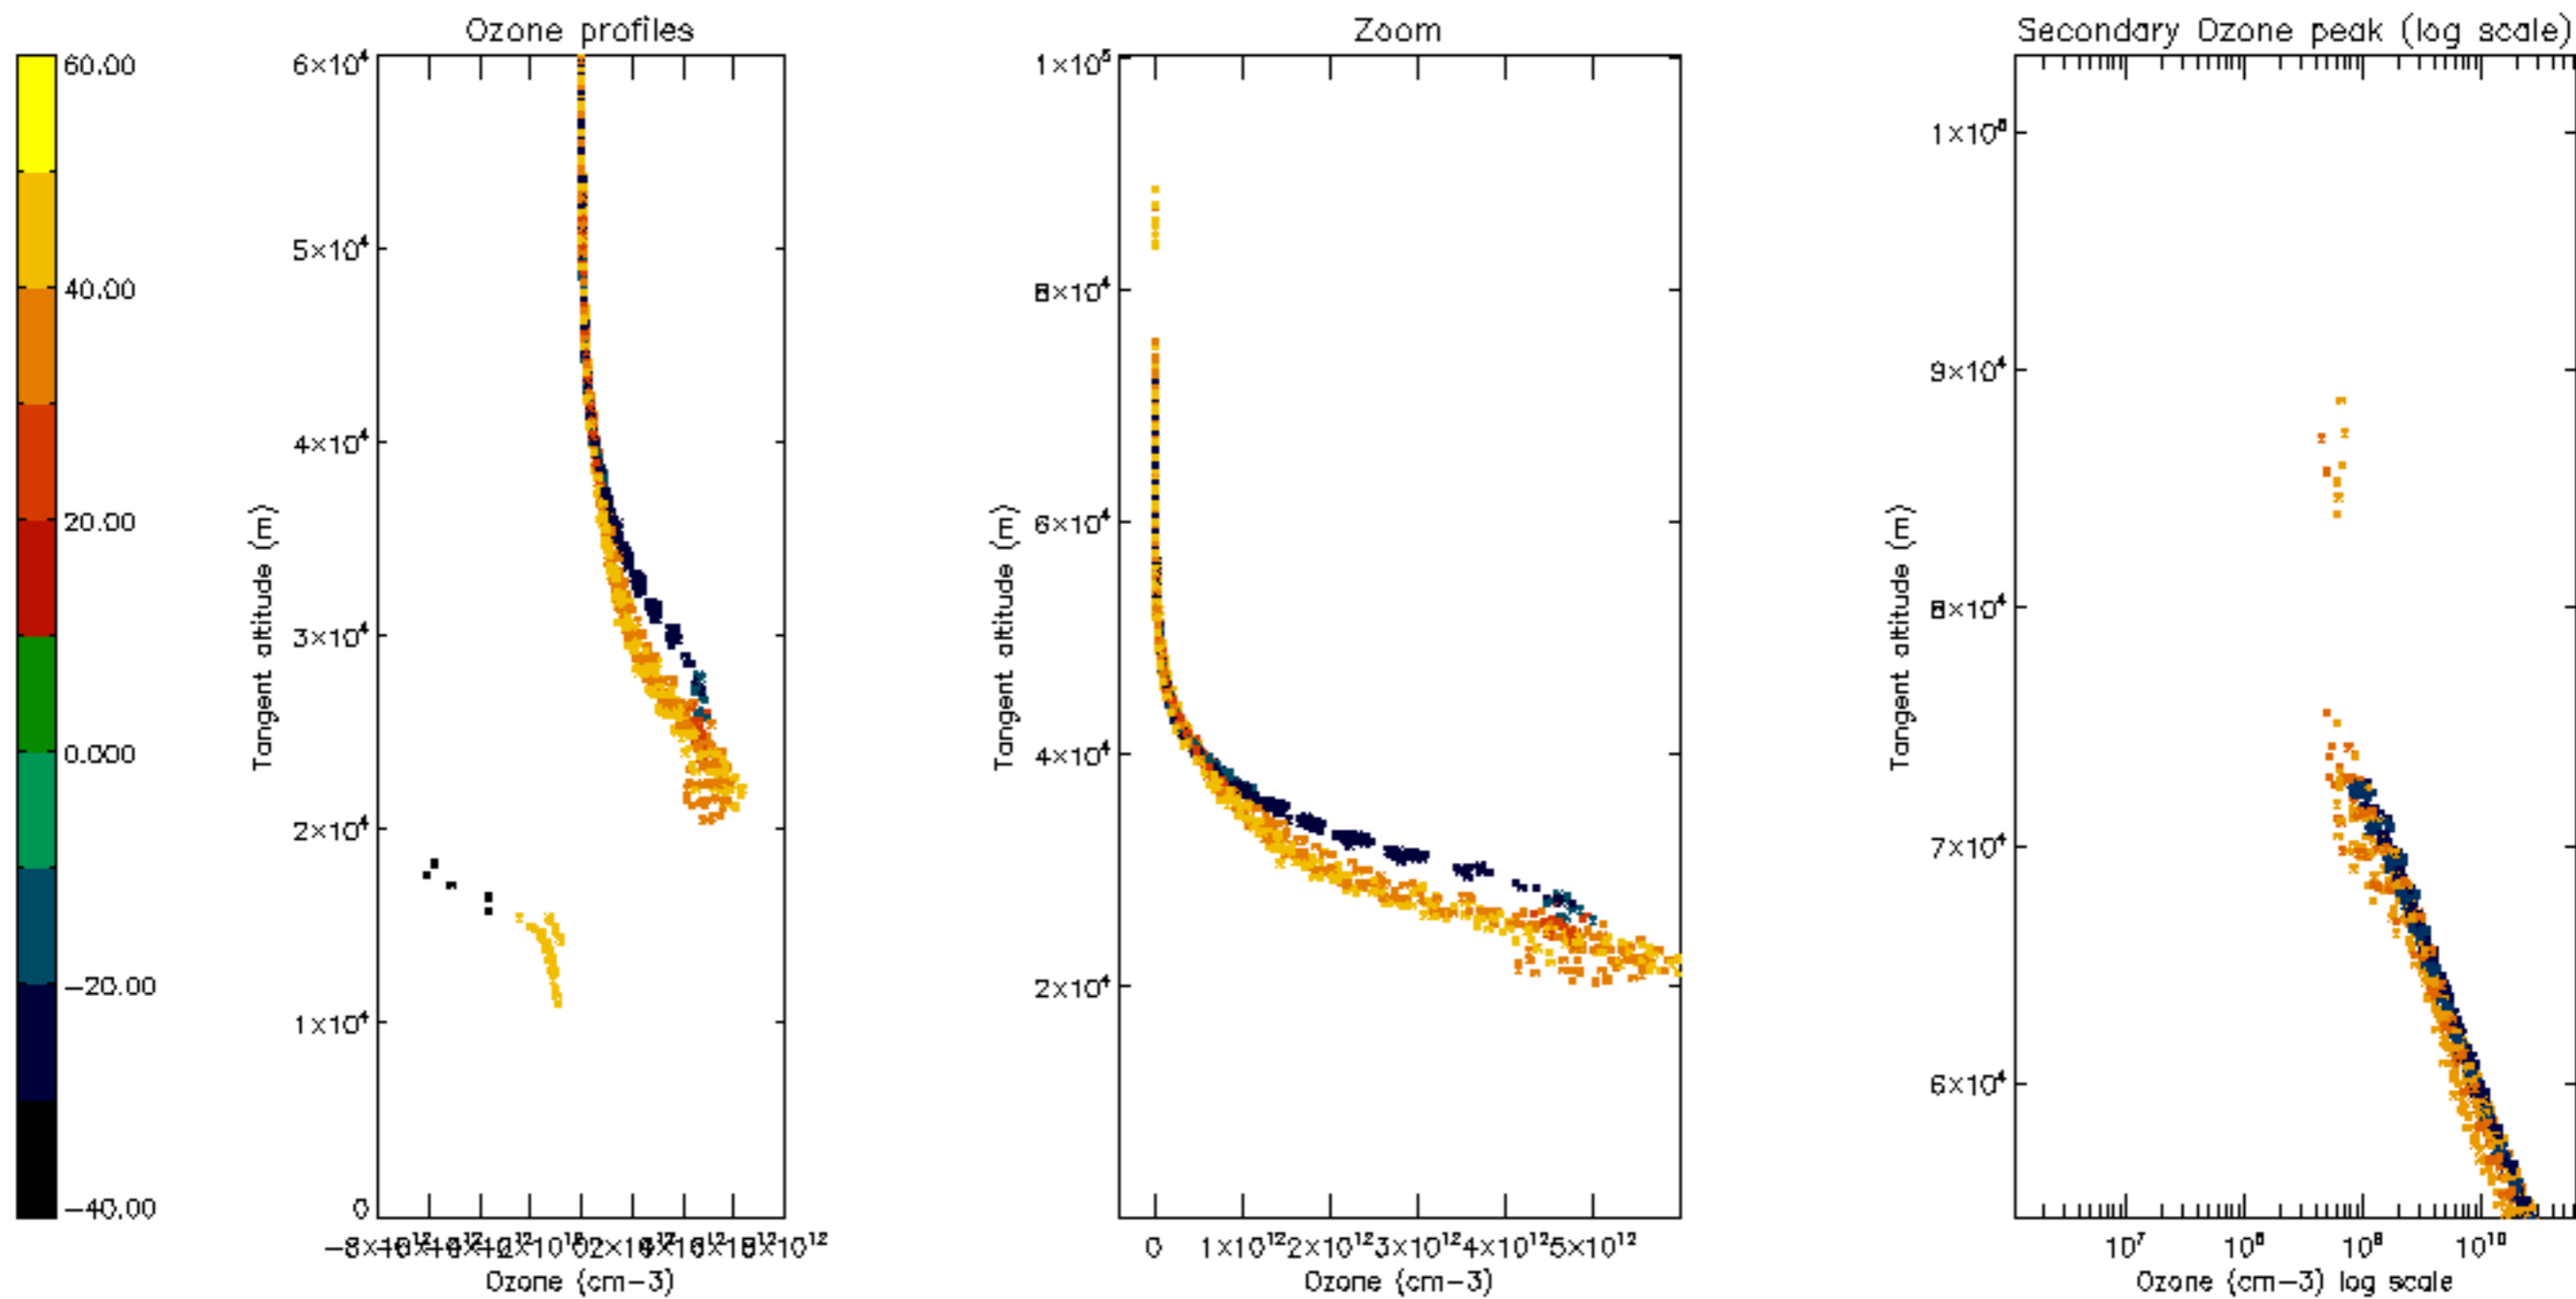 Ozone profiles
Zoom
Secondary Ozone peak (log scale)
60.00
40.00
20.00
0.000
-20.00
-40.00
6×10⁴
5×10⁴
4×10⁴
3×10⁴
2×10⁴
1×10⁴
0
Tangent altitude (m)
Ozone (cm-3)
1×10⁵
8×10⁴
6×10⁴
4×10⁴
2×10⁴
Tangent altitude (m)
0 1×10¹² 2×10¹² 3×10¹² 4×10¹² 5×10¹²
Ozone (cm-3)
9×10⁴
8×10⁴
7×10⁴
6×10⁴
Tangent altitude (m)
10⁷ 10⁸ 10⁹ 10¹⁰
Ozone (cm-3) log scale